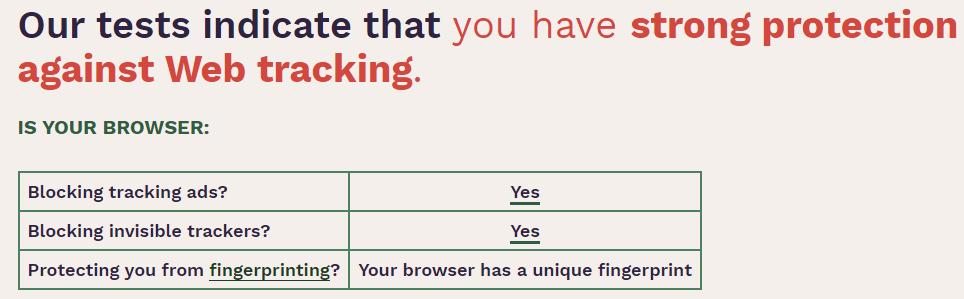 Our tests indicate that you have strong protection
against Web tracking.
IS YOUR BROWSER:
Blocking tracking ads? Yes
Blocking invisible trackers? Yes
Protecting you from fingerprinting? Your browser has a unique fingerprint